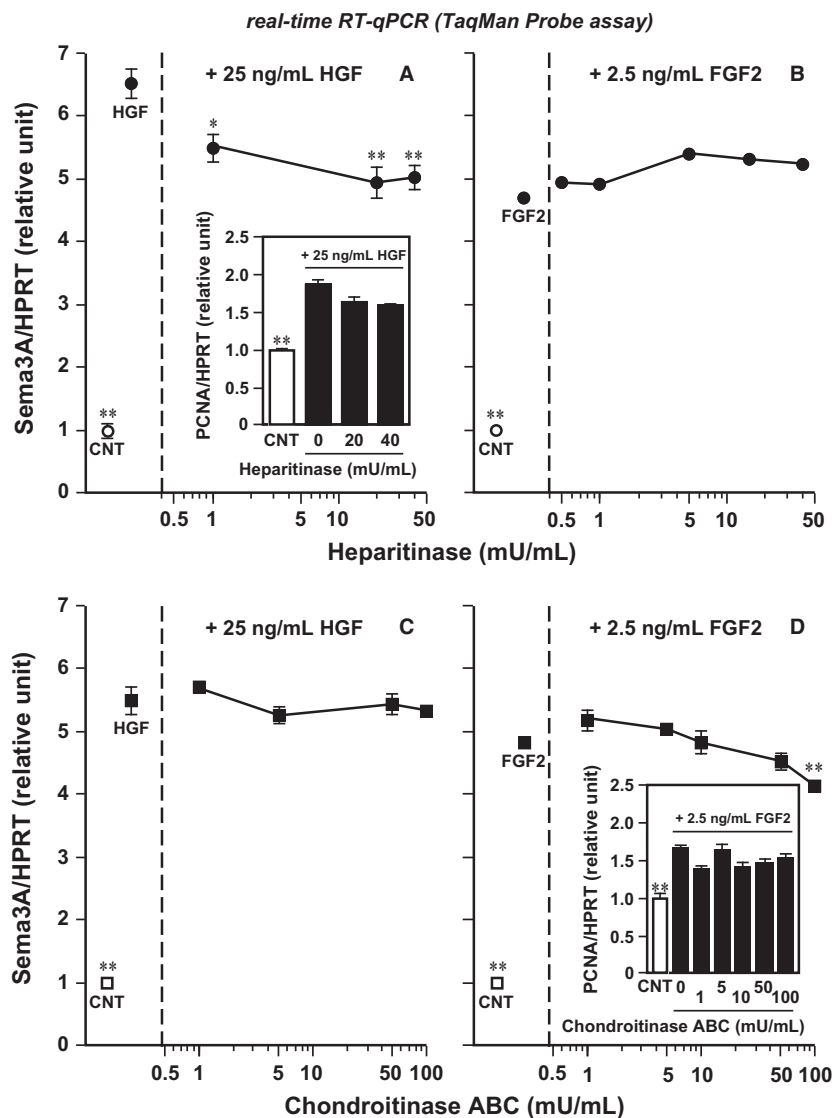 real-time RT-qPCR (TaqMan Probe assay)
Sema3A/HPRT (relative unit)
7
6
5
4
3
2
1
0
+ 25 ng/mL HGF A
HGF
*
**
**
**
CNT
PCNA/HPRT (relative unit)
2.5
2.0
1.5
1.0
0.5
0
+ 25 ng/mL HGF
**
CNT 0 20 40
Heparitinase (mU/mL)
0.5 1 5 10 50
+ 2.5 ng/mL FGF2 B
FGF2
**
CNT
0.5 1 5 10 50
Heparitinase (mU/mL)
Sema3A/HPRT (relative unit)
7
6
5
4
3
2
1
0
+ 25 ng/mL HGF C
HGF
**
CNT
0.5 1 5 10 50 100
+ 2.5 ng/mL FGF2 D
FGF2
**
**
CNT
PCNA/HPRT (relative unit)
2.5
2.0
1.5
1.0
0.5
0
+ 2.5 ng/mL FGF2
**
CNT 0 1 5 10 50 100
Chondroitinase ABC (mU/mL)
0.5 1 5 10 50 100
Chondroitinase ABC (mU/mL)